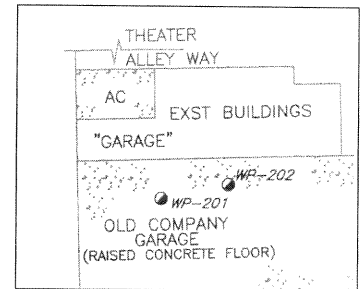 THEATER
ALLEY WAY
AC
EXST BUILDINGS
"GARAGE"
WP-202
WP-201
OLD COMPANY
GARAGE
(RAISED CONCRETE FLOOR)